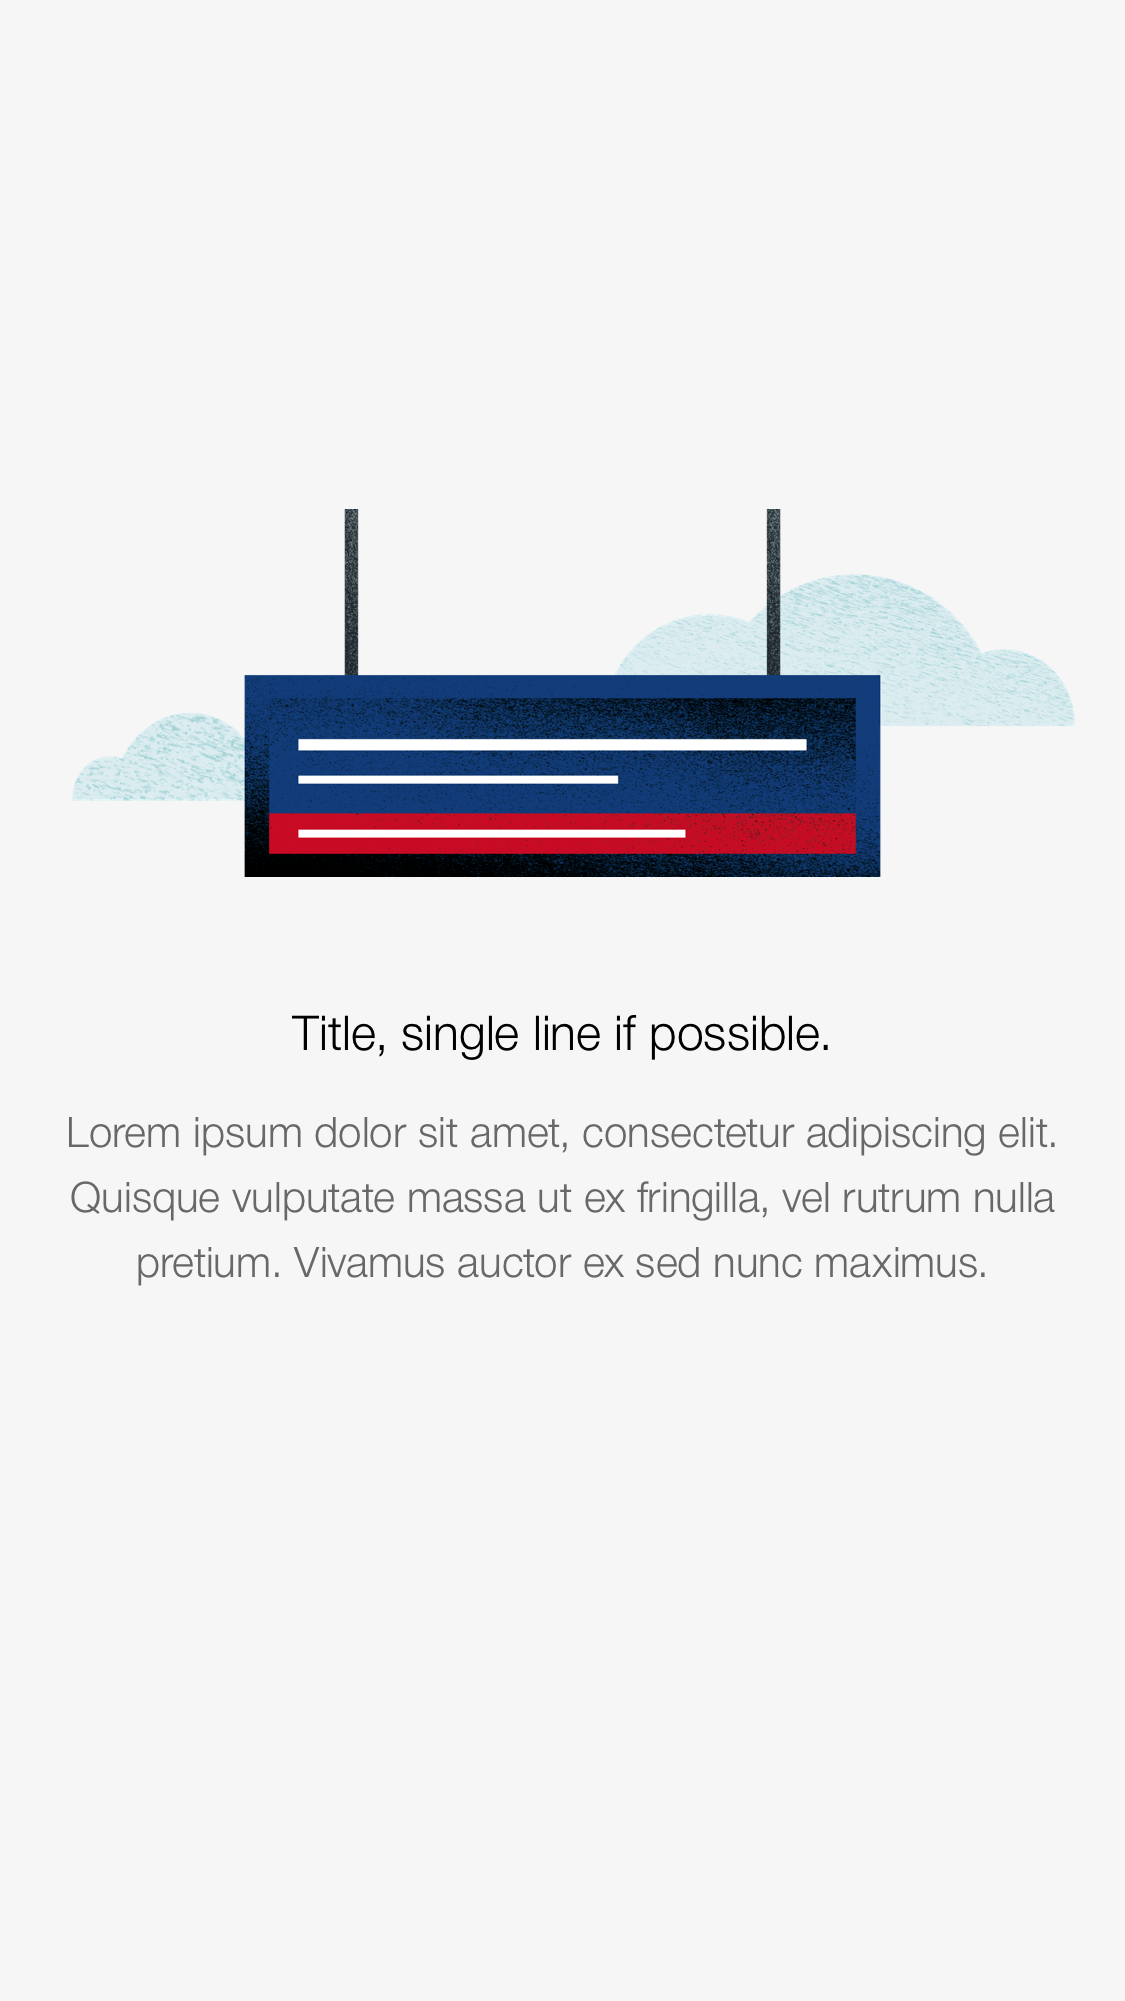 Title, single line if possible.
Lorem ipsum dolor sit amet, consectetur adipiscing elit.
Quisque vulputate massa ut ex fringilla, vel rutrum nulla
pretium. Vivamus auctor ex sed nunc maximus.